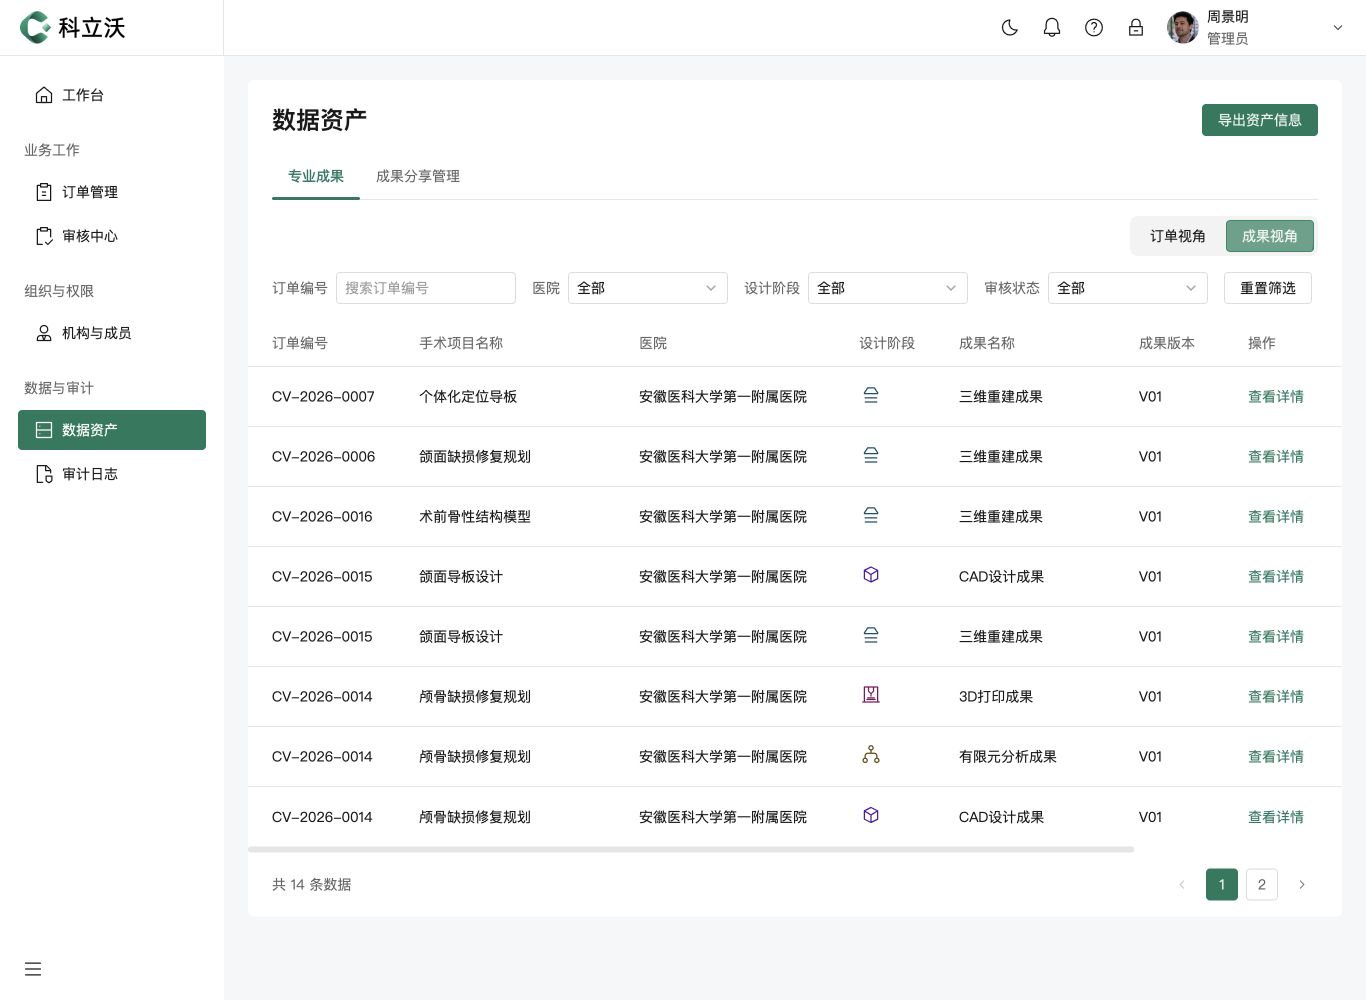 科立沃
周景明
管理员
工作台
业务工作
订单管理
审核中心
组织与权限
机构与成员
数据与审计
数据资产
审计日志
数据资产
导出资产信息
专业成果 成果分享管理
订单视角 成果视角
订单编号 搜索订单编号 医院 全部 设计阶段 全部 审核状态 全部 重置筛选
订单编号 手术项目名称 医院 设计阶段 成果名称 成果版本 操作
CV-2026-0007 个体化定位导板 安徽医科大学第一附属医院 三维重建成果 V01 查看详情
CV-2026-0006 颌面缺损修复规划 安徽医科大学第一附属医院 三维重建成果 V01 查看详情
CV-2026-0016 术前骨性结构模型 安徽医科大学第一附属医院 三维重建成果 V01 查看详情
CV-2026-0015 颌面导板设计 安徽医科大学第一附属医院 CAD设计成果 V01 查看详情
CV-2026-0015 颌面导板设计 安徽医科大学第一附属医院 三维重建成果 V01 查看详情
CV-2026-0014 颅骨缺损修复规划 安徽医科大学第一附属医院 3D打印成果 V01 查看详情
CV-2026-0014 颅骨缺损修复规划 安徽医科大学第一附属医院 有限元分析成果 V01 查看详情
CV-2026-0014 颅骨缺损修复规划 安徽医科大学第一附属医院 CAD设计成果 V01 查看详情
共 14 条数据 1 2